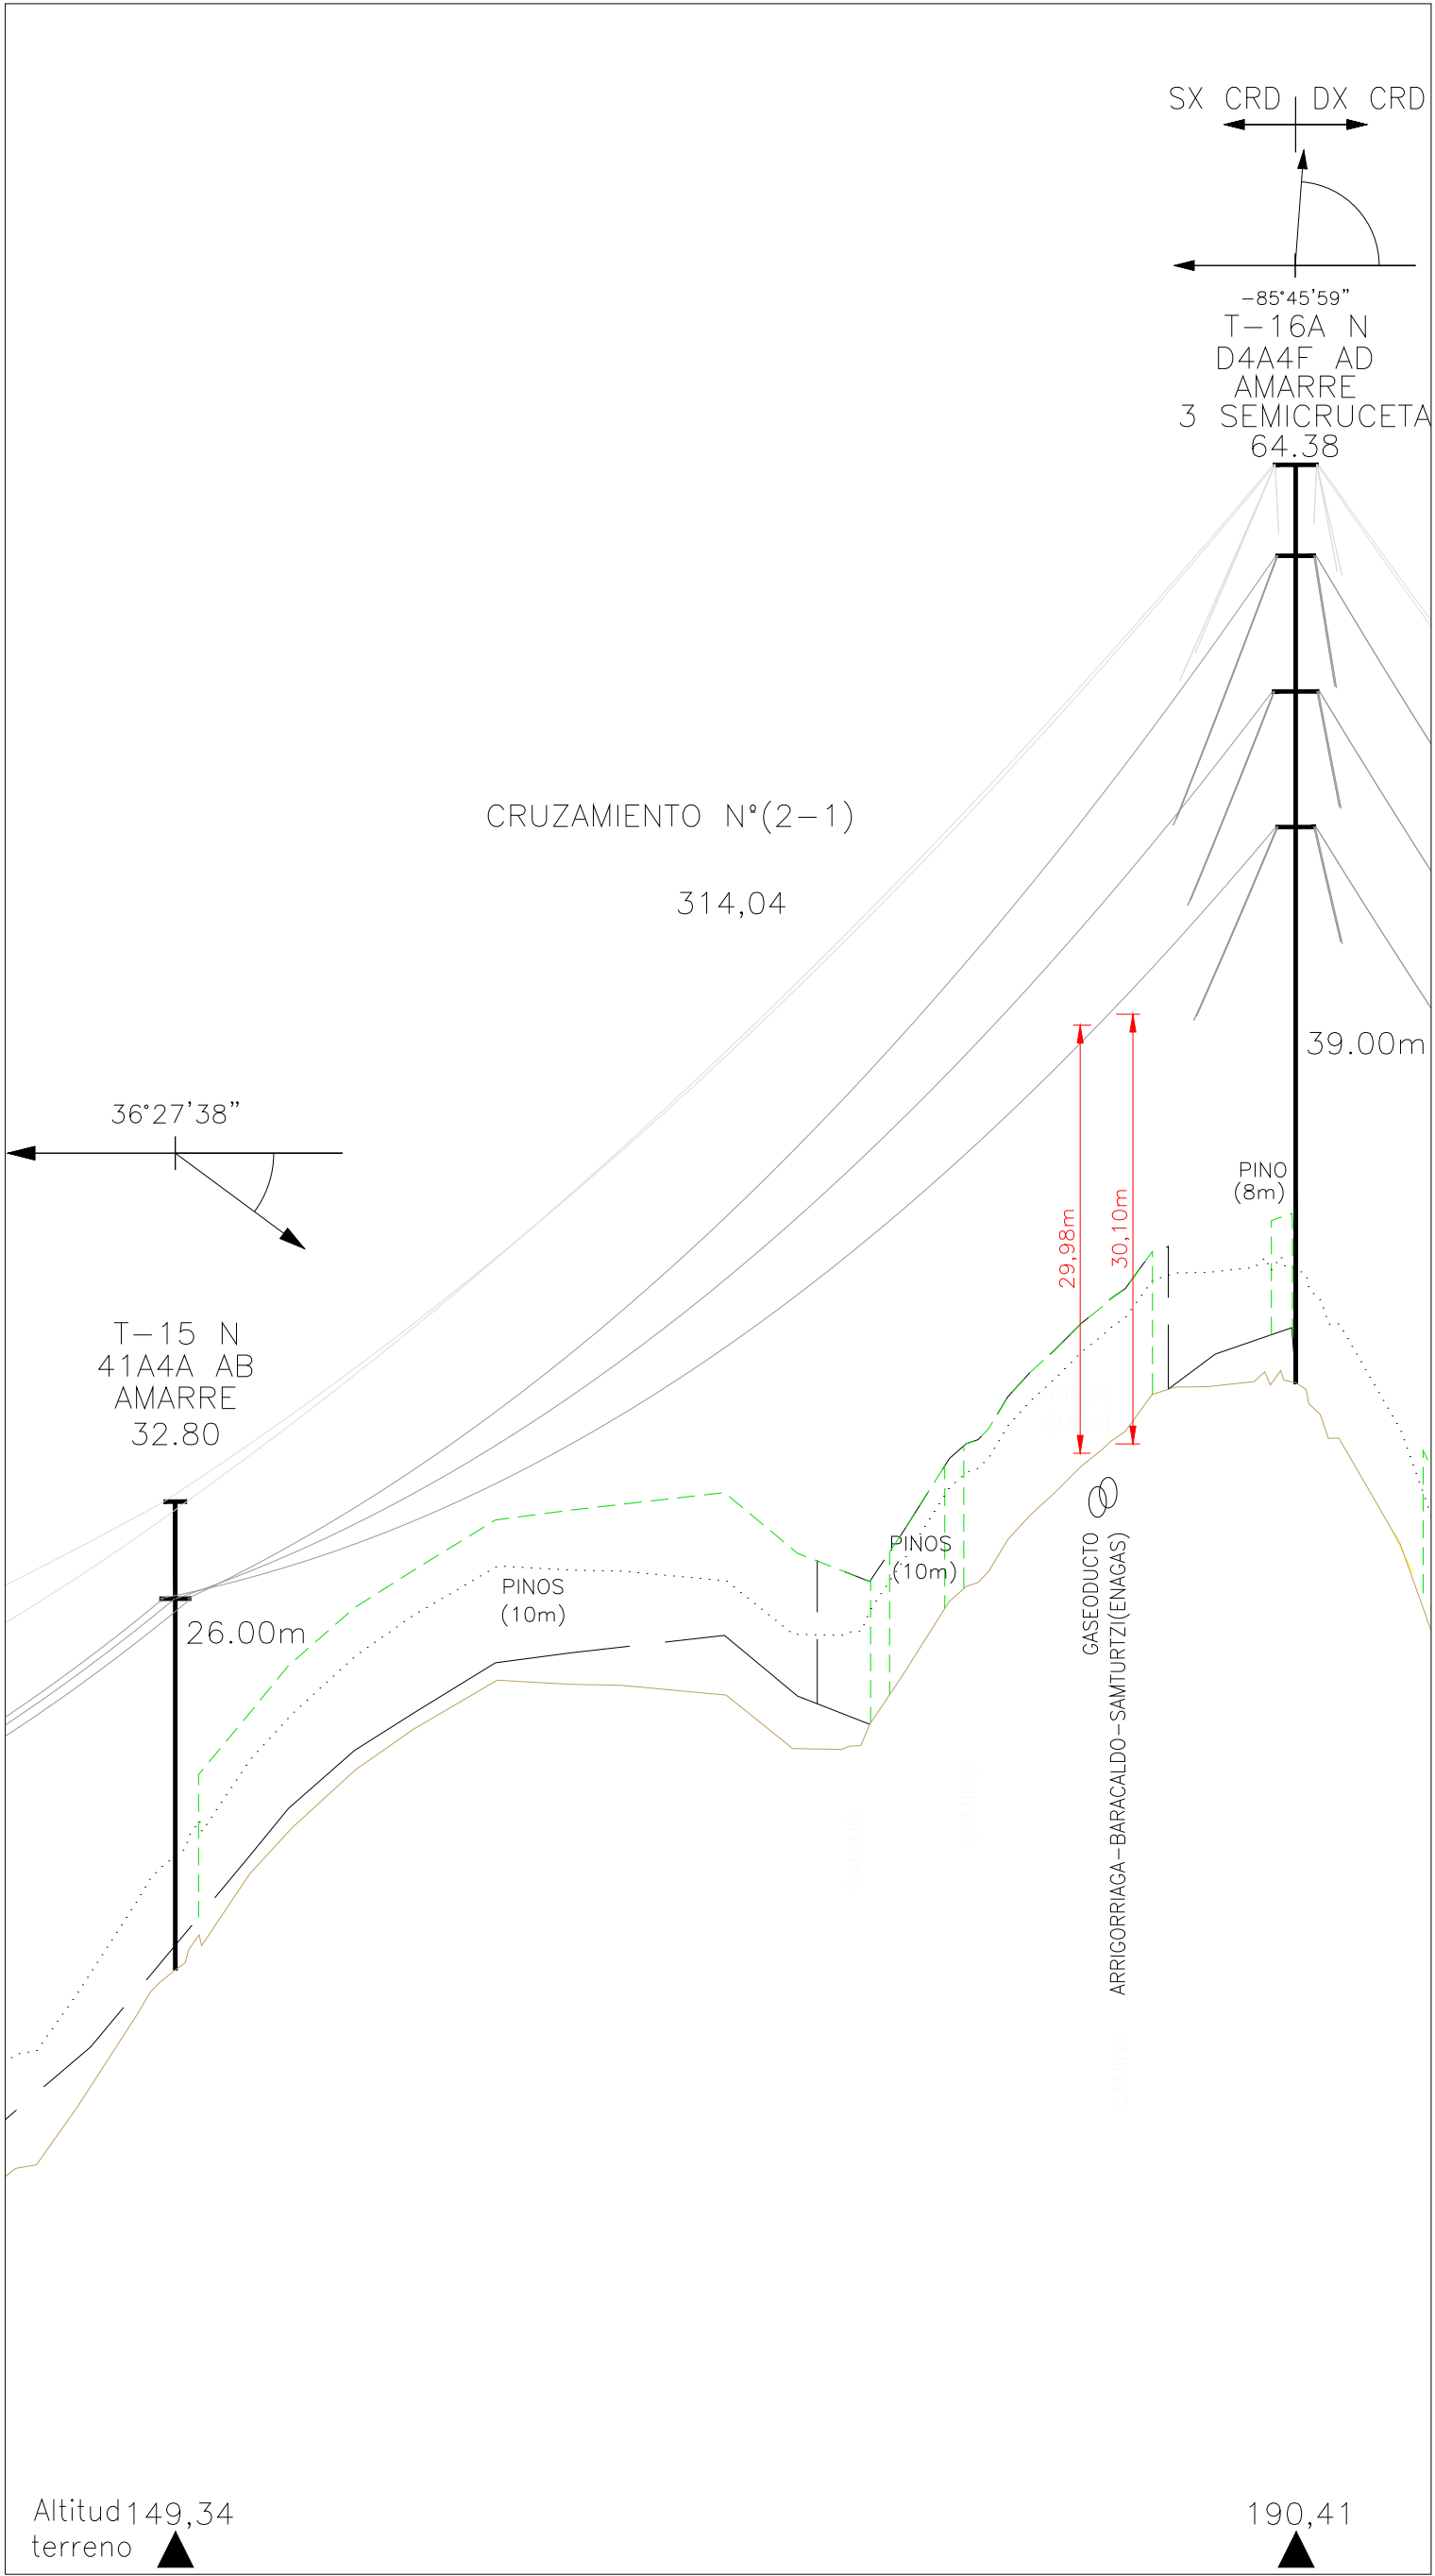 SX CRD DX CRD
-85°45'59"
T-16A N
D4A4F AD
AMARRE
3 SEMICRUCETA
64.38
CRUZAMIENTO Nº(2-1)
314,04
39.00m
36°27'38"
PINO
(8m)
29,98m
30,10m
T-15 N
41A4A AB
AMARRE
32.80
26.00m
PINOS
(10m)
PINOS
(10m)
GASEODUCTO
ARRIGORRIAGA-BARACALDO-SAMTURTZI(ENAGAS)
Altitud 149,34
terreno
190,41